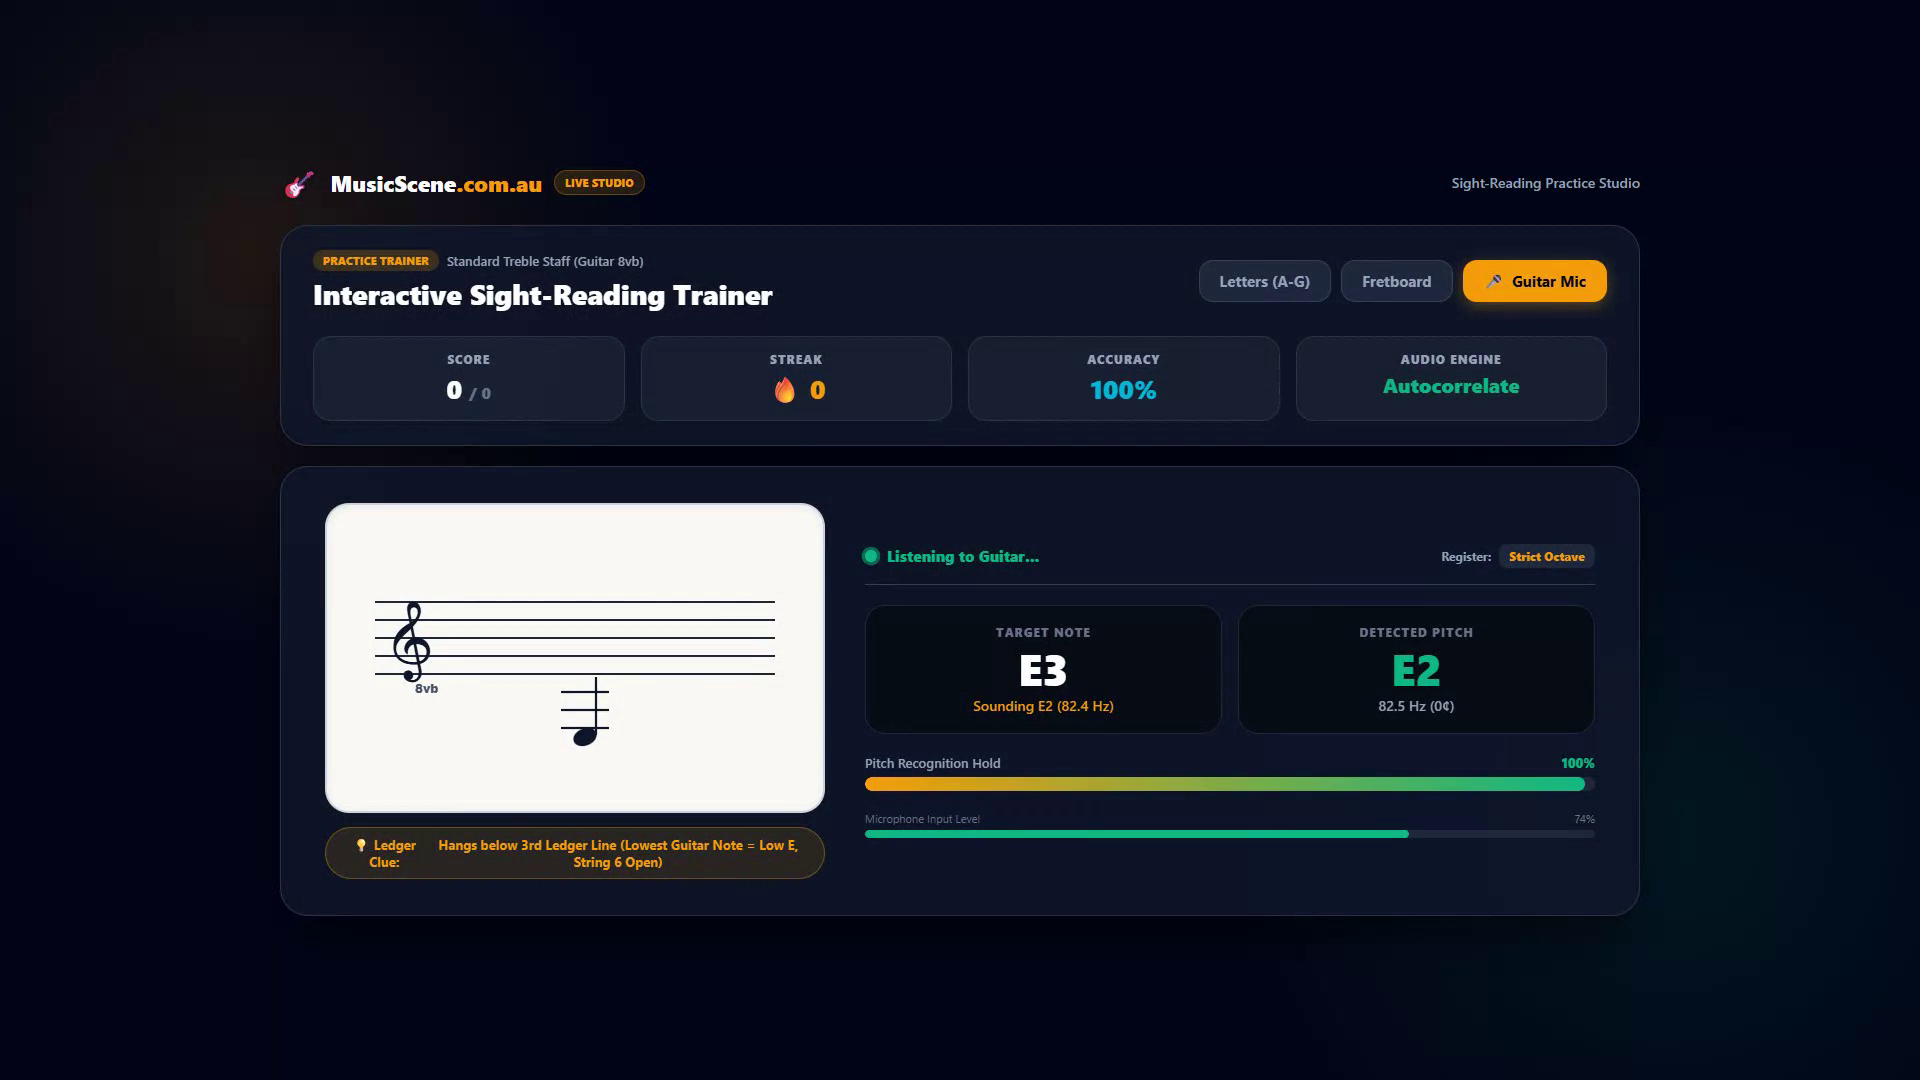 MusicScene.com.au
LIVE STUDIO
Sight-Reading Practice Studio
PRACTICE TRAINER
Standard Treble Staff (Guitar 8vb)
Interactive Sight-Reading Trainer
Letters (A-G)
Fretboard
Guitar Mic
SCORE
0 / 0
STREAK
0
ACCURACY
100%
AUDIO ENGINE
Autocorrelate
8vb
Ledger Clue:
Hangs below 3rd Ledger Line (Lowest Guitar Note = Low E,
String 6 Open)
Listening to Guitar...
Register:
Strict Octave
TARGET NOTE
E3
Sounding E2 (82.4 Hz)
DETECTED PITCH
E2
82.5 Hz (0¢)
Pitch Recognition Hold
100%
Microphone Input Level
74%